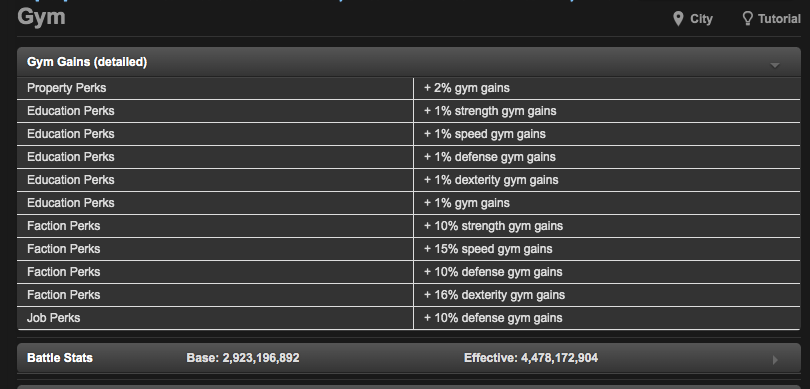 Gym
City
Tutorial
Gym Gains (detailed)
Property Perks + 2% gym gains
Education Perks + 1% strength gym gains
Education Perks + 1% speed gym gains
Education Perks + 1% defense gym gains
Education Perks + 1% dexterity gym gains
Education Perks + 1% gym gains
Faction Perks + 10% strength gym gains
Faction Perks + 15% speed gym gains
Faction Perks + 10% defense gym gains
Faction Perks + 16% dexterity gym gains
Job Perks + 10% defense gym gains
Battle Stats Base: 2,923,196,892 Effective: 4,478,172,904